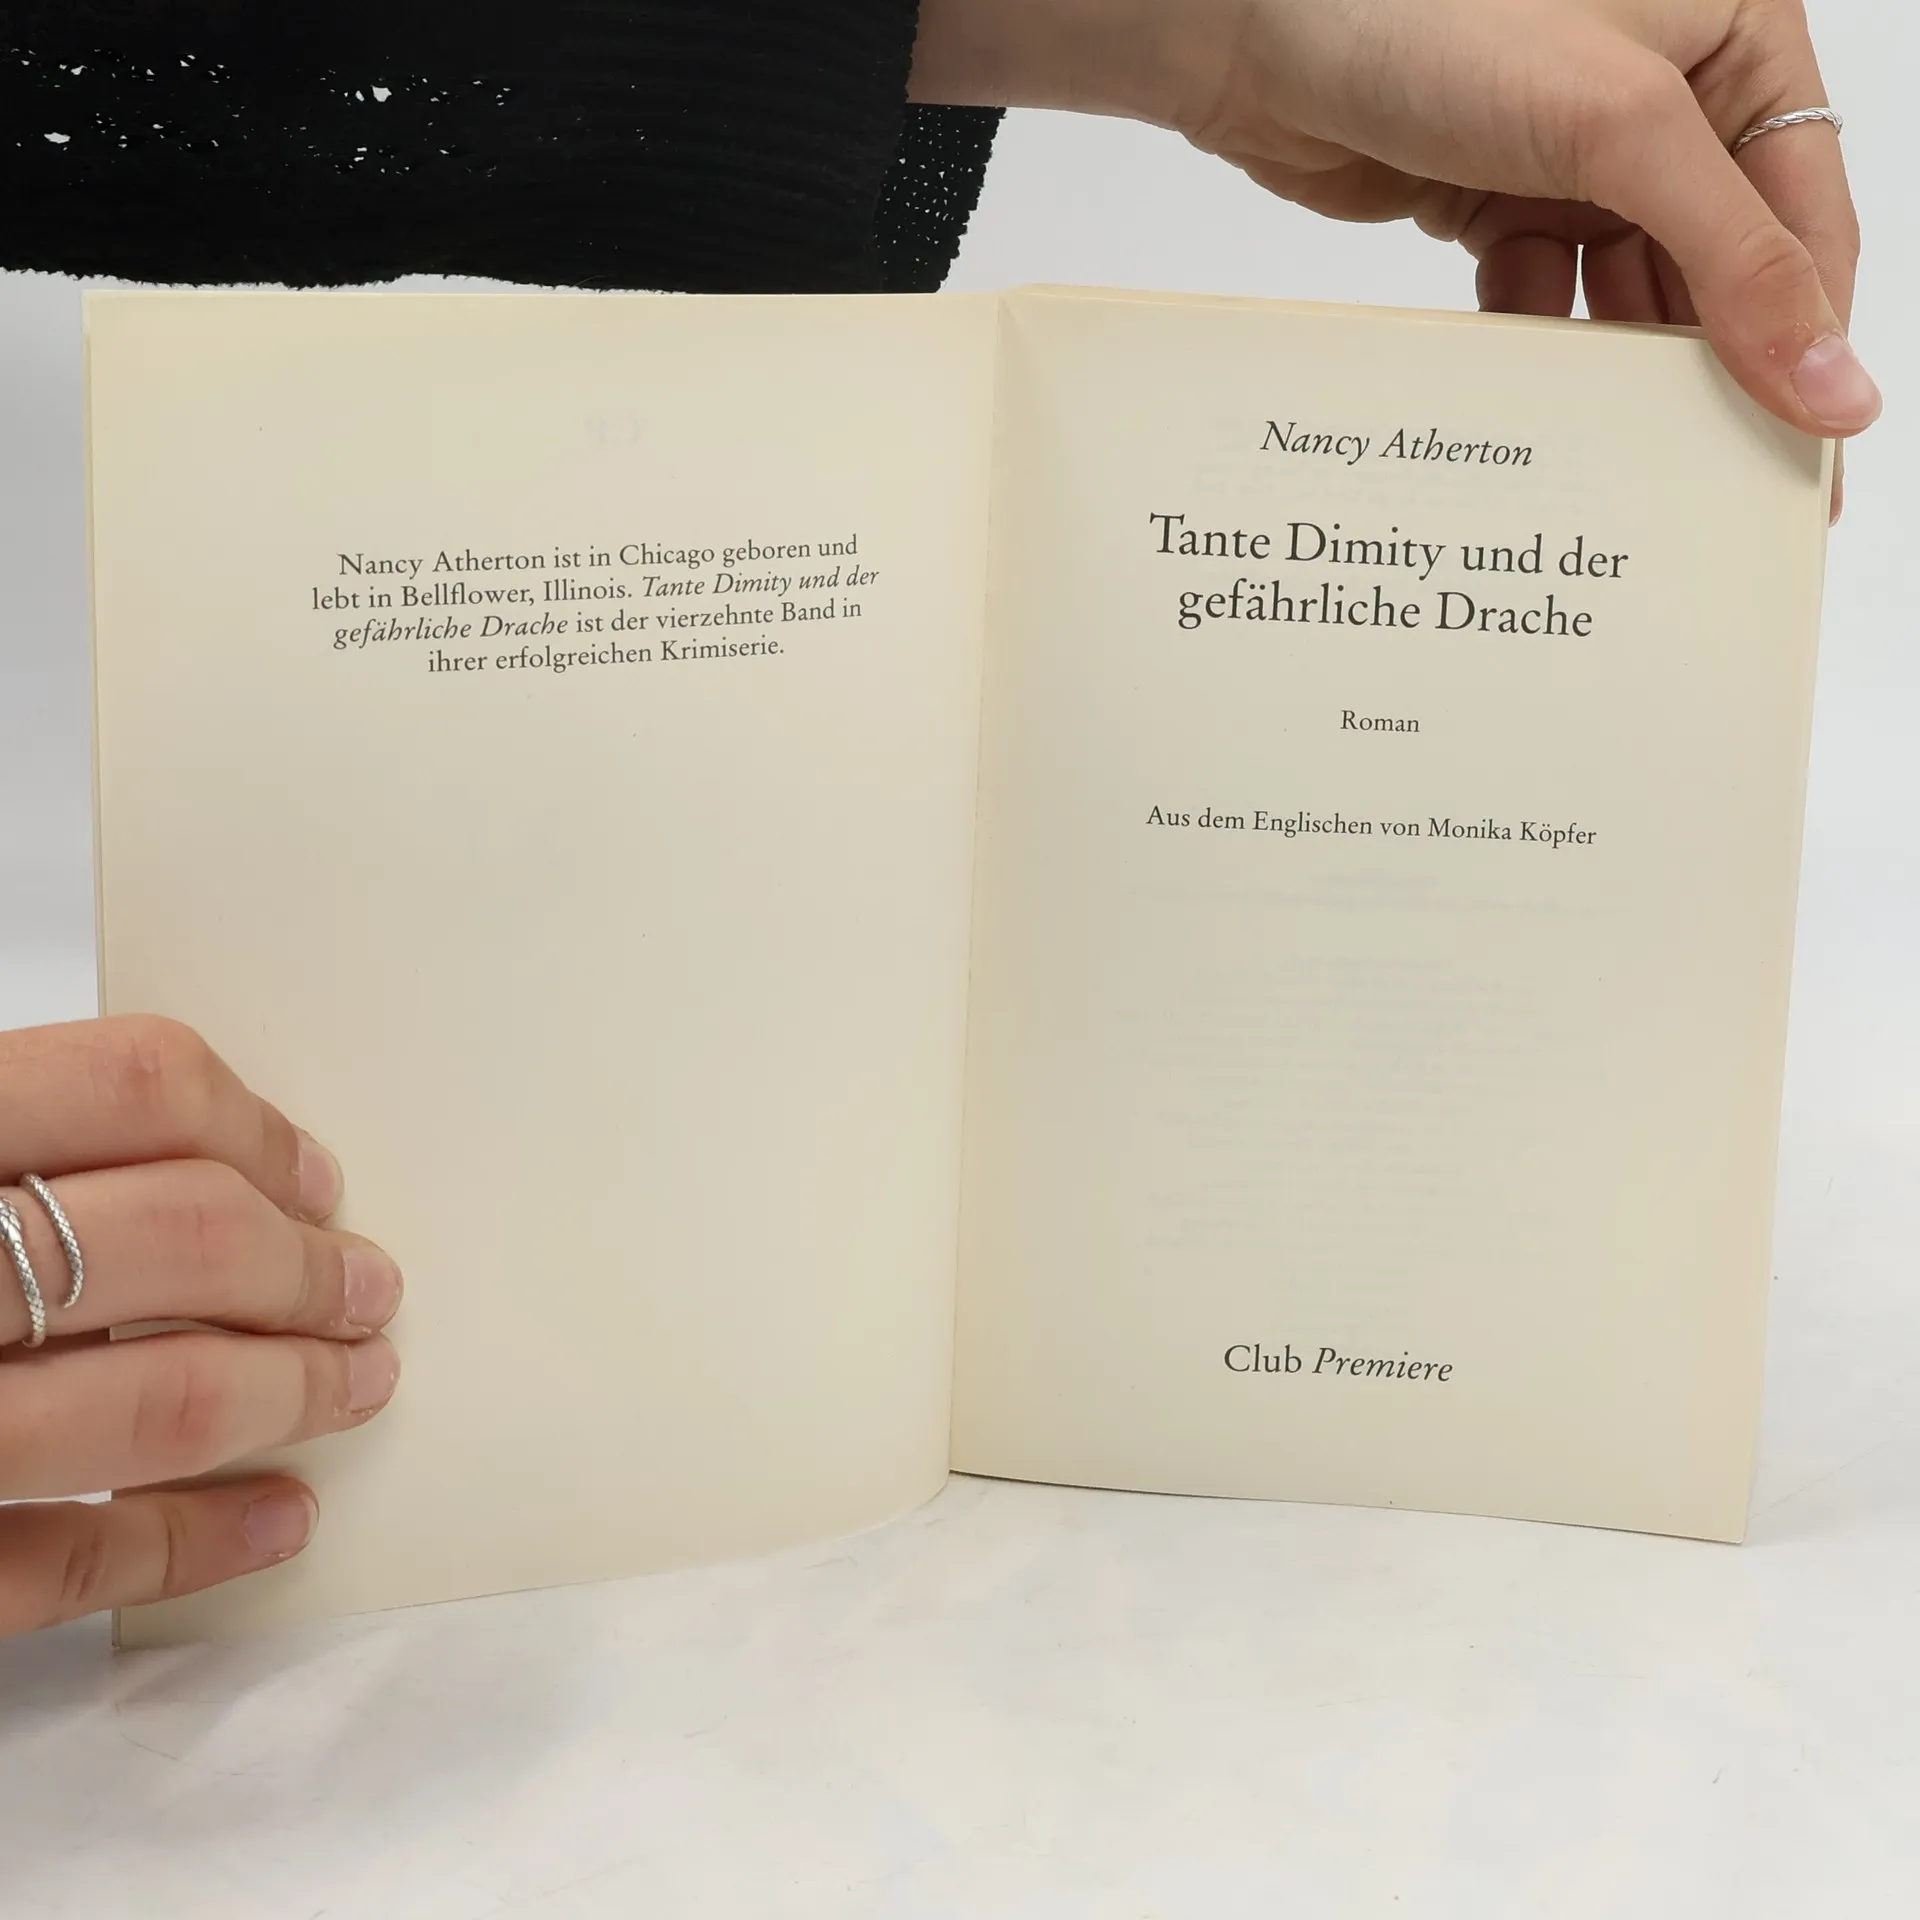 Nancy Atherton ist in Chicago geboren und
lebt in Bellflower, Illinois. Tante Dimity und der
gefährliche Drache ist der vierzehnte Band in
ihrer erfolgreichen Krimiserie.
Nancy Atherton
Tante Dimity und der
gefährliche Drache
Roman
Aus dem Englischen von Monika Köpfer
Club Premiere